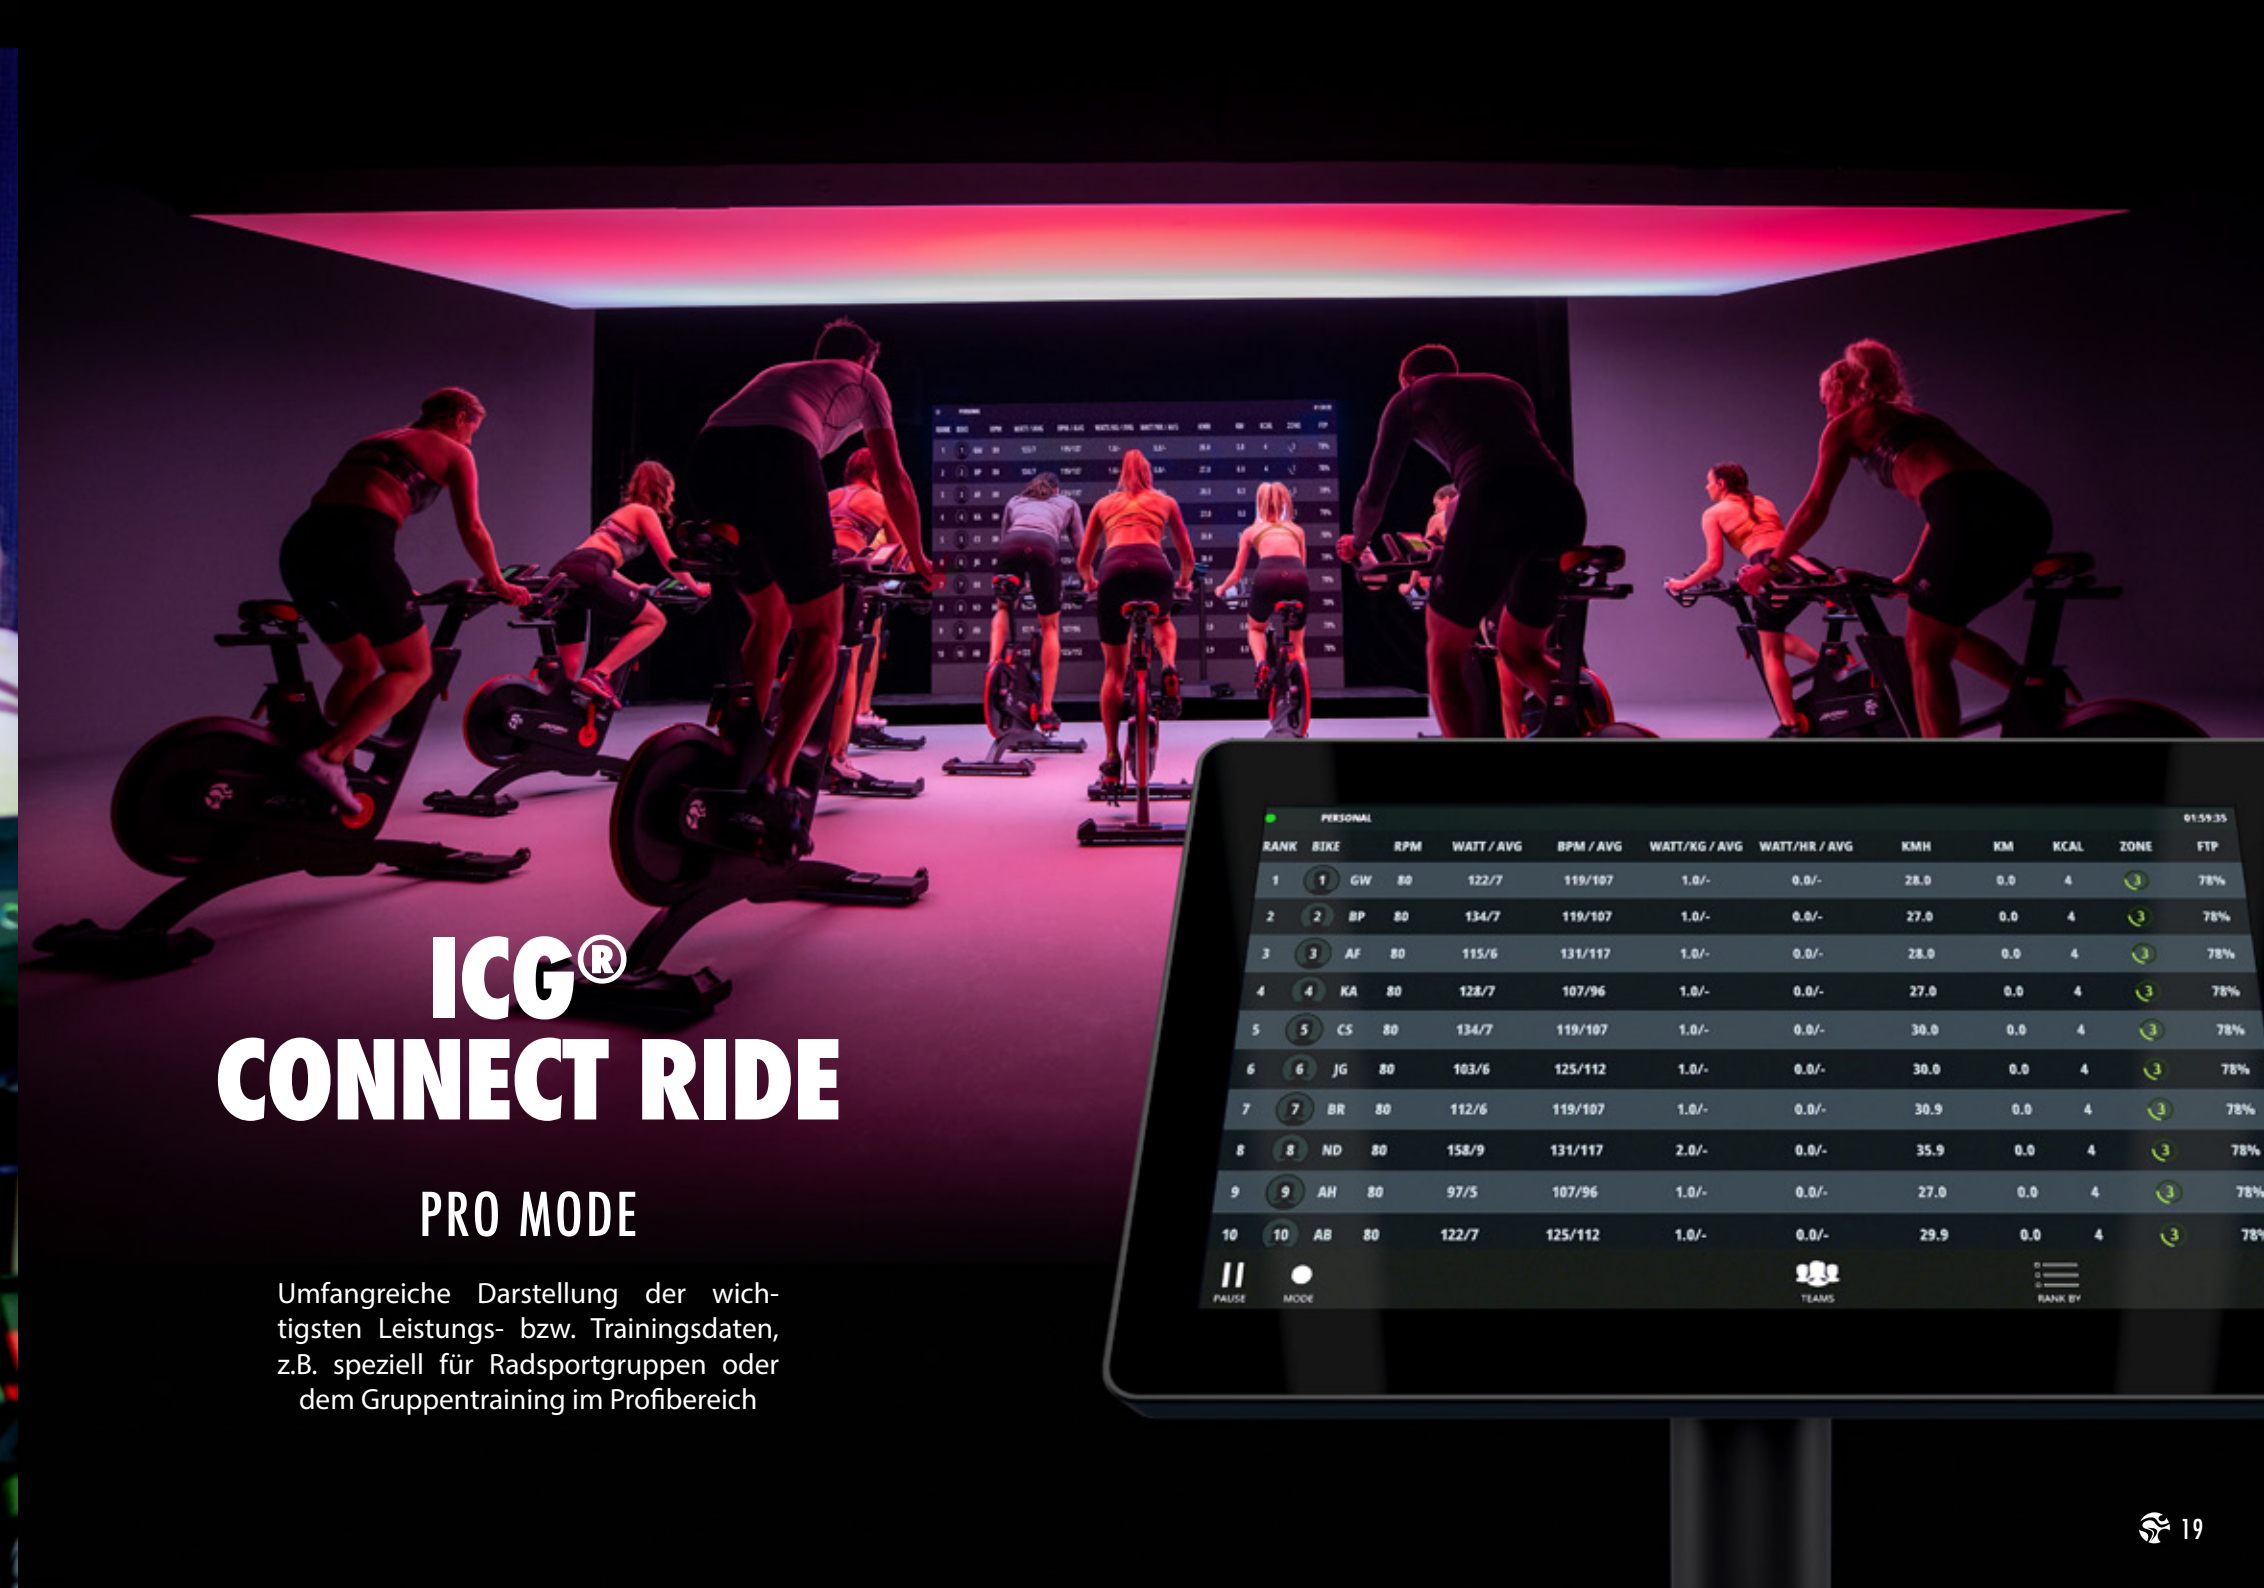 ICG®
CONNECT RIDE
PRO MODE
Umfangreiche Darstellung der wich-
tigsten Leistungs- bzw. Trainingsdaten,
z.B. speziell für Radsportgruppen oder
dem Gruppentraining im Profibereich
PERSONAL 01:59:35
RANK BIKE RPM WATT / AVG BPM / AVG WATT/KG / AVG WATT/HR / AVG KMH KM KCAL ZONE FTP
1 1 GW 80 122/7 119/107 1.0/- 0.0/- 28.0 0.0 4 3 78%
2 2 BP 80 134/7 119/107 1.0/- 0.0/- 27.0 0.0 4 3 78%
3 3 AF 80 115/6 131/117 1.0/- 0.0/- 28.0 0.0 4 3 78%
4 4 KA 80 128/7 107/96 1.0/- 0.0/- 27.0 0.0 4 3 78%
5 5 CS 80 134/7 119/107 1.0/- 0.0/- 30.0 0.0 4 3 78%
6 6 JG 80 103/6 125/112 1.0/- 0.0/- 30.0 0.0 4 3 78%
7 7 BR 80 112/6 119/107 1.0/- 0.0/- 30.9 0.0 4 3 78%
8 8 ND 80 158/9 131/117 2.0/- 0.0/- 35.9 0.0 4 3 78%
9 9 AH 80 97/5 107/96 1.0/- 0.0/- 27.0 0.0 4 3 78%
10 10 AB 80 122/7 125/112 1.0/- 0.0/- 29.9 0.0 4 3 78%
PAUSE MODE TEAMS RANK BY
19